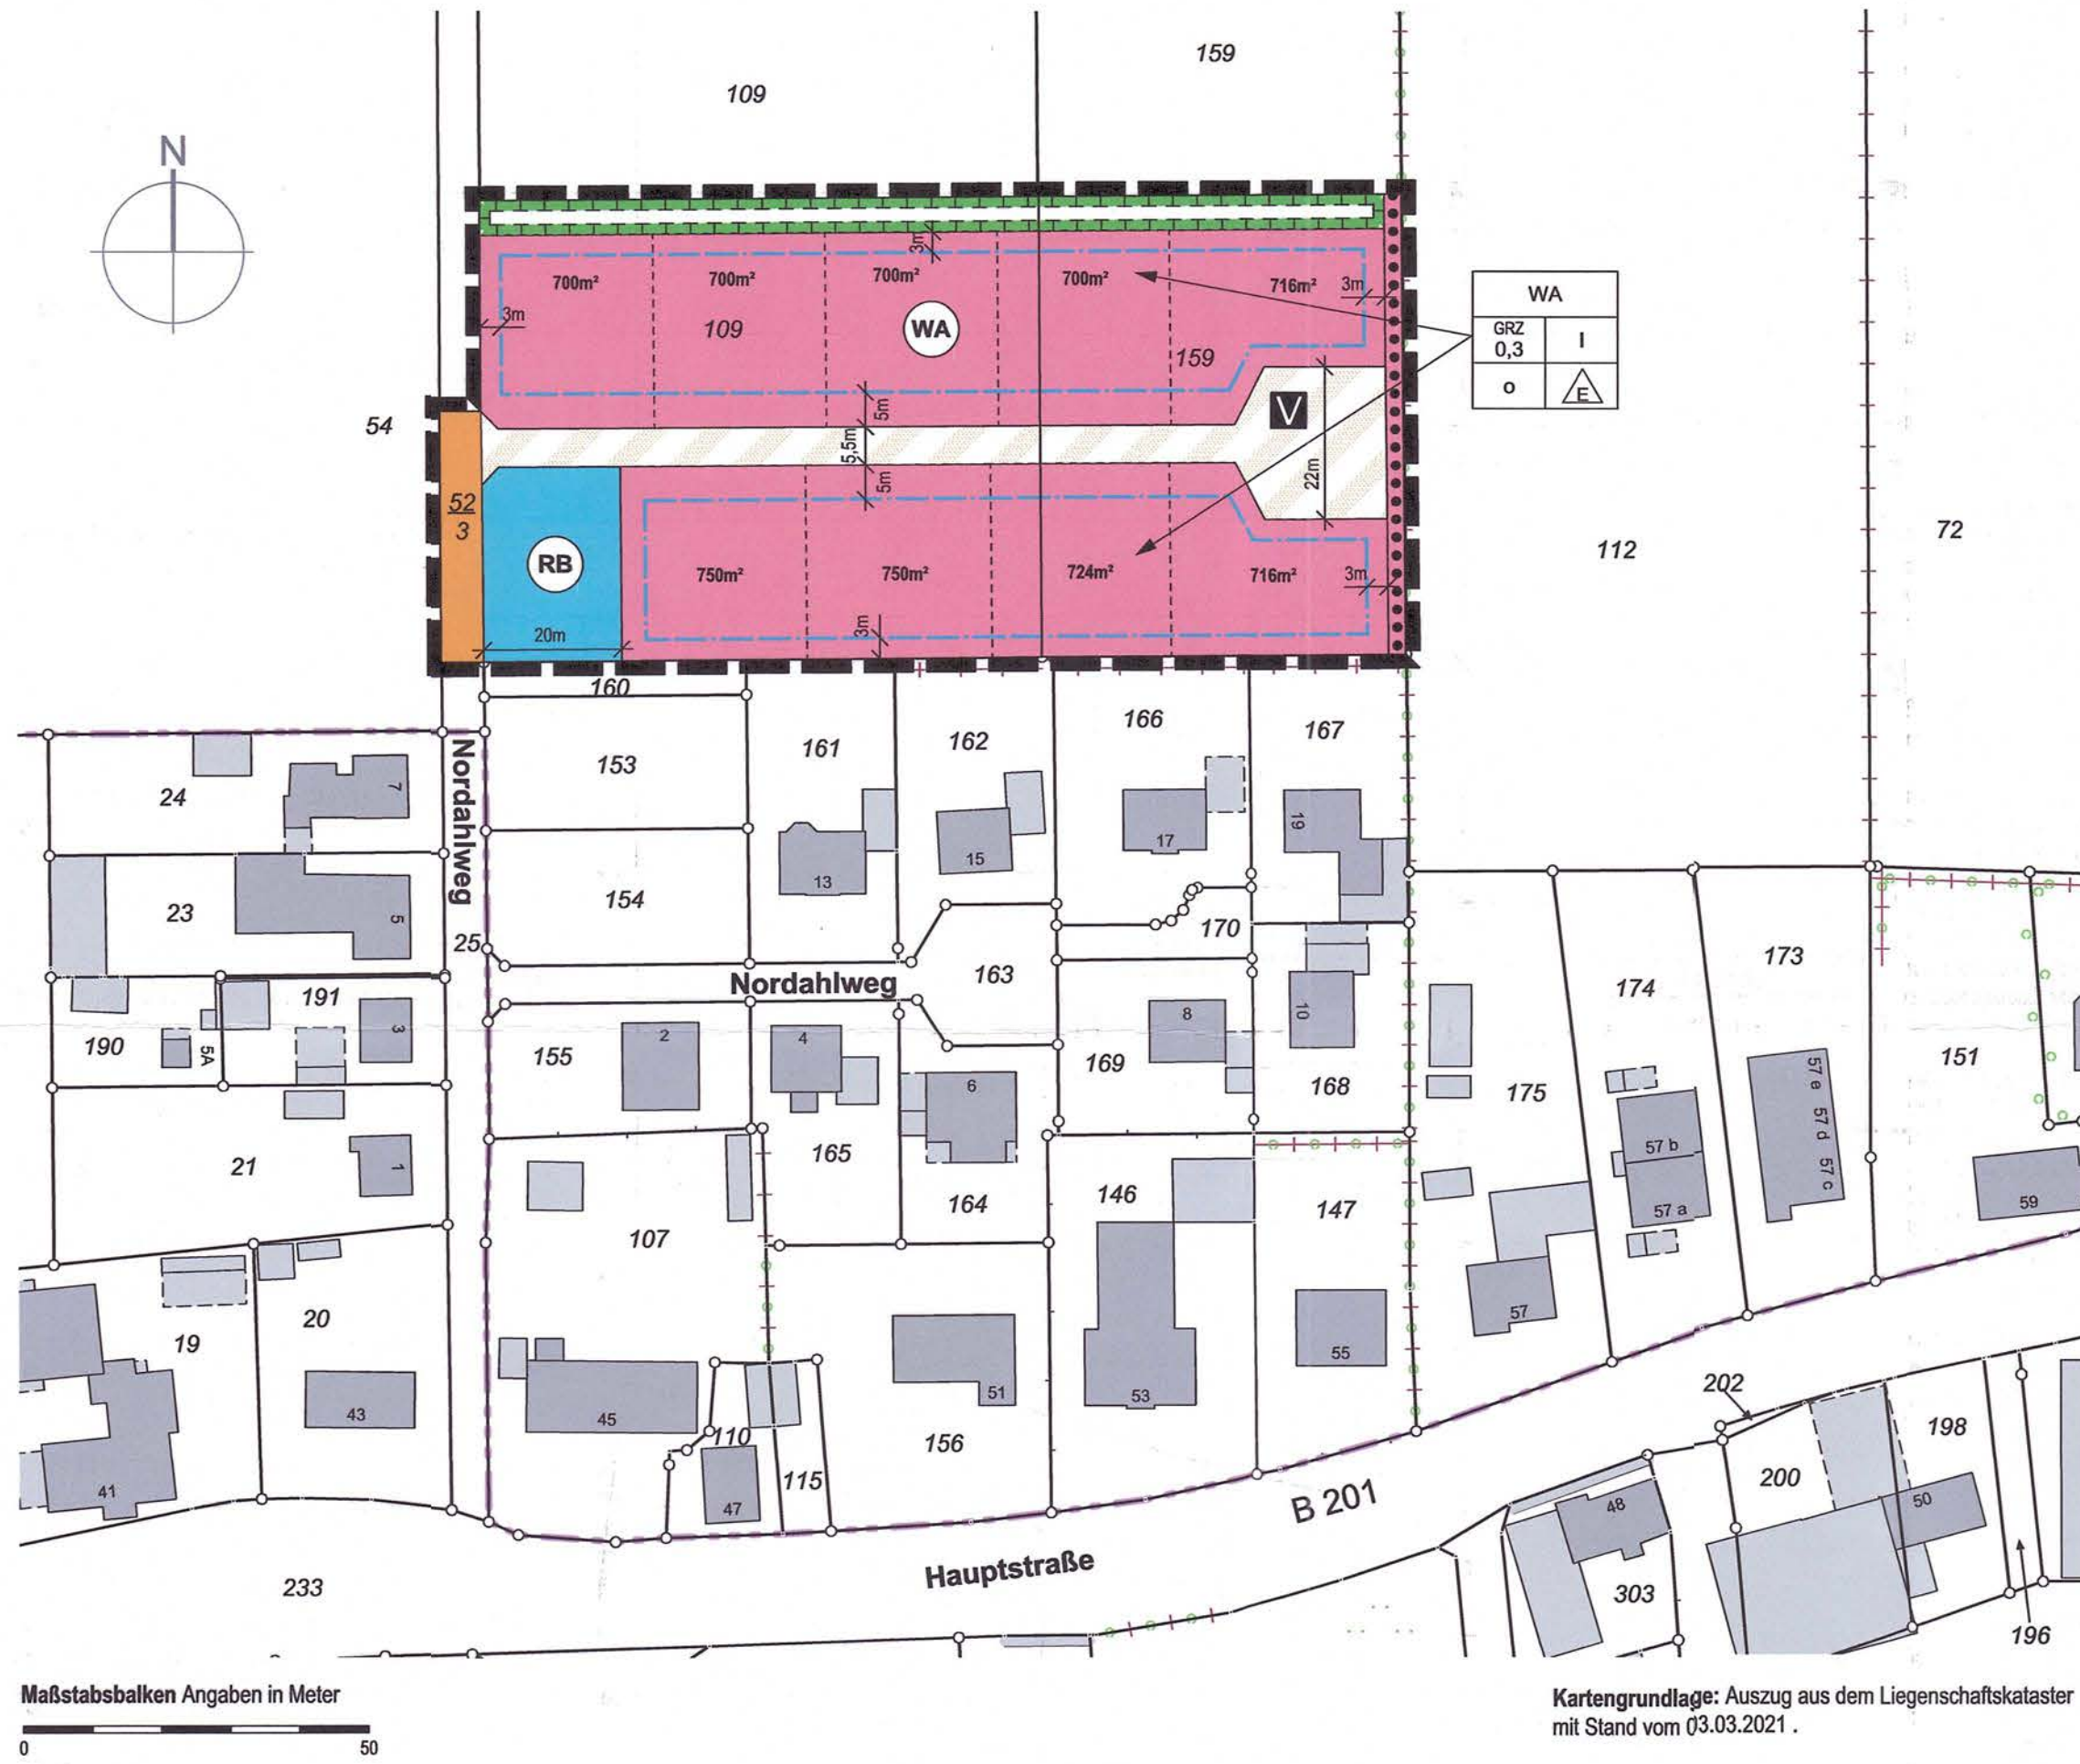 159
109
N
3m
700m²
700m²
700m²
700m²
716m²
3m
WA
3m
109
WA
GRZ
0,3
I
159
o
E
5m
V
54
5,5m
22m
5m
52
3
72
112
RB
750m²
750m²
724m²
716m²
3m
20m
3m
160
166
167
161
162
153
24
7
Nordahlweg
19
17
15
13
154
23
5
25
170
163
173
Nordahlweg
174
191
190
5A
3
155
2
4
8
10
169
6
168
175
151
57 e
57 d
57 c
57 b
57 a
21
1
165
164
146
147
59
107
57
20
19
43
45
51
53
55
202
110
156
198
41
47
115
200
B 201
48
50
Hauptstraße
233
303
196
Maßstabsbalken Angaben in Meter
0
50
Kartengrundlage: Auszug aus dem Liegenschaftskataster
mit Stand vom 03.03.2021 .